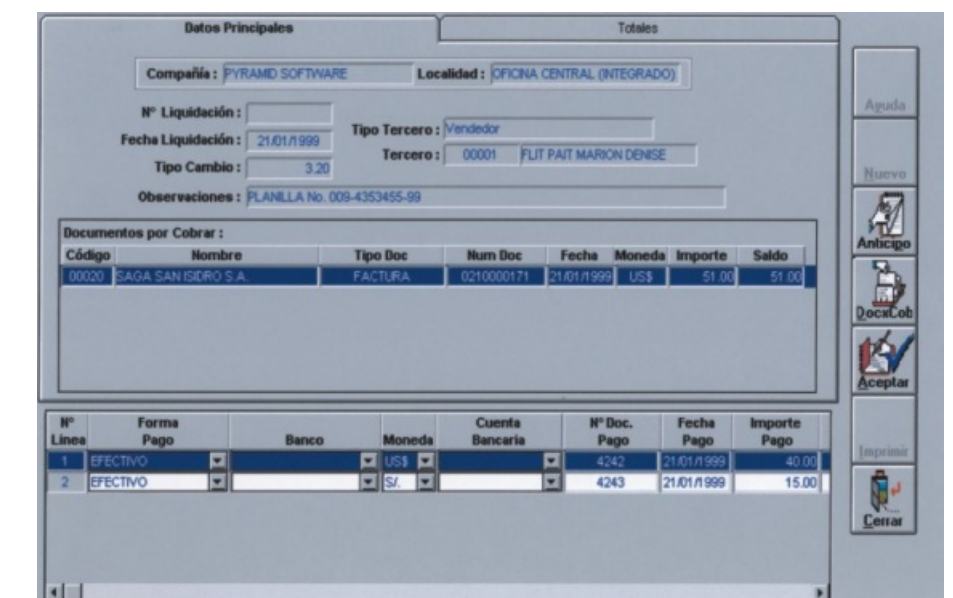 Datos Principales Totales
Compañía : PYRAMID SOFTWARE Localidad : OFICINA CENTRAL (INTEGRADO)
Nº Liquidación :
Fecha Liquidación : 21/01/1999 Tipo Tercero : Vendedor
Tipo Cambio : 3.20 Tercero : 00001 FLIT PAIT MARION DENISE
Observaciones : PLANILLA No. 009-4353455-99
Documentos por Cobrar :
Código Nombre Tipo Doc Num Doc Fecha Moneda Importe Saldo
00020 SAGA SAN ISIDRO S.A. FACTURA 0210000171 21/01/1999 US$ 51.00 51.00
Nº Línea Forma Pago Banco Moneda Cuenta Bancaria Nº Doc. Pago Fecha Pago Importe Pago
1 EFECTIVO US$ 4242 21/01/1999 40.00
2 EFECTIVO S/. 4243 21/01/1999 15.00
Ayuda
Nuevo
Anticipo
DocxCob
Aceptar
Imprimir
Cerrar